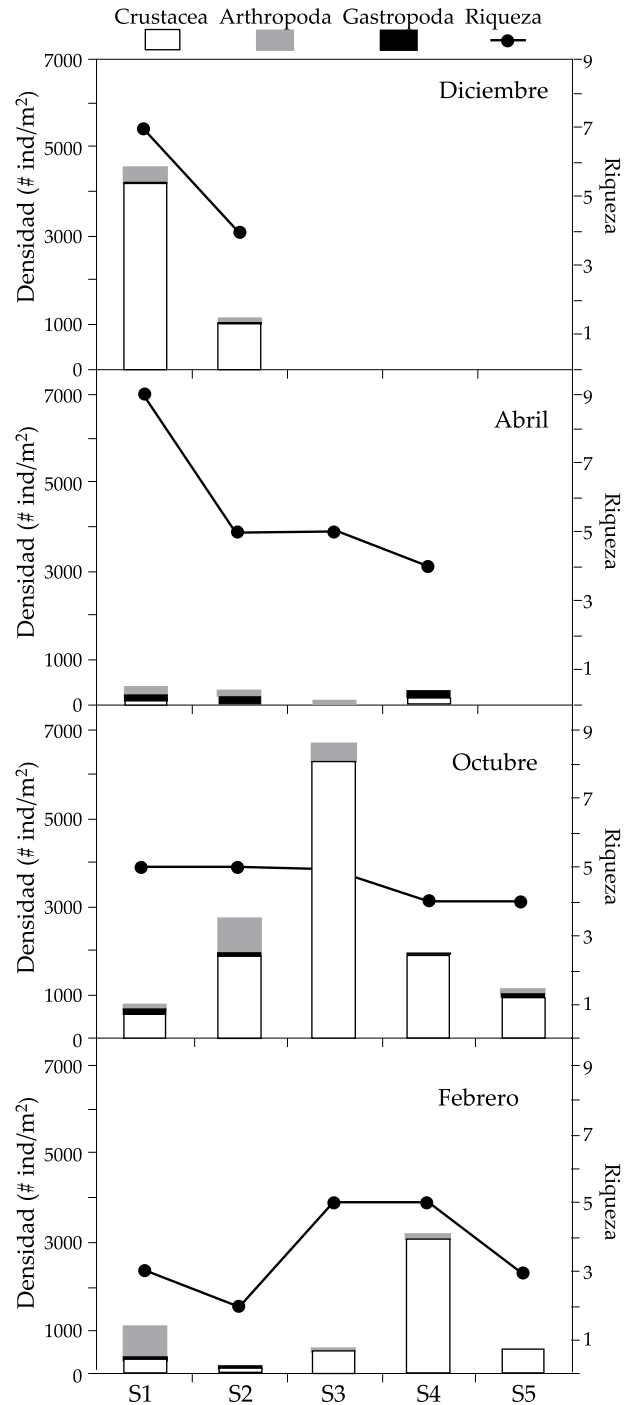 Crustacea Arthropoda Gastropoda Riqueza
Diciembre
Densidad (# ind/m²)
7000
5000
3000
1000
0
9
7
5
3
1
Riqueza
Abril
Densidad (# ind/m²)
7000
5000
3000
1000
0
9
7
5
3
1
Riqueza
Octubre
Densidad (# ind/m²)
7000
5000
3000
1000
0
9
7
5
3
1
Riqueza
Febrero
Densidad (# ind/m²)
7000
5000
3000
1000
0
9
7
5
3
1
Riqueza
S1 S2 S3 S4 S5